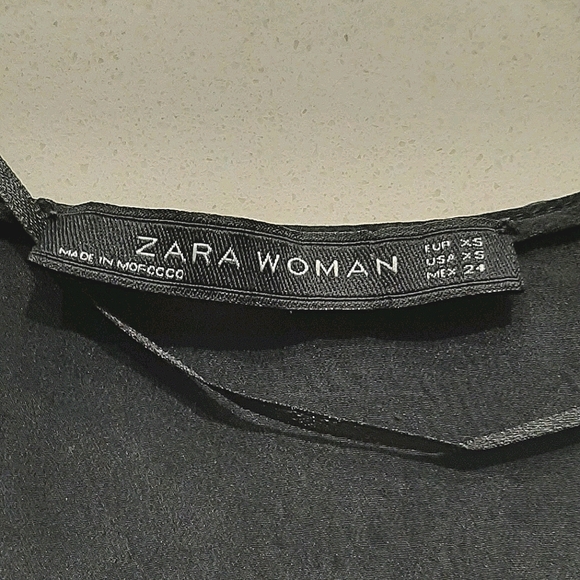 ZARA WOMAN
MADE IN MOROCCO
EUR XS
USA XS
MEX 24